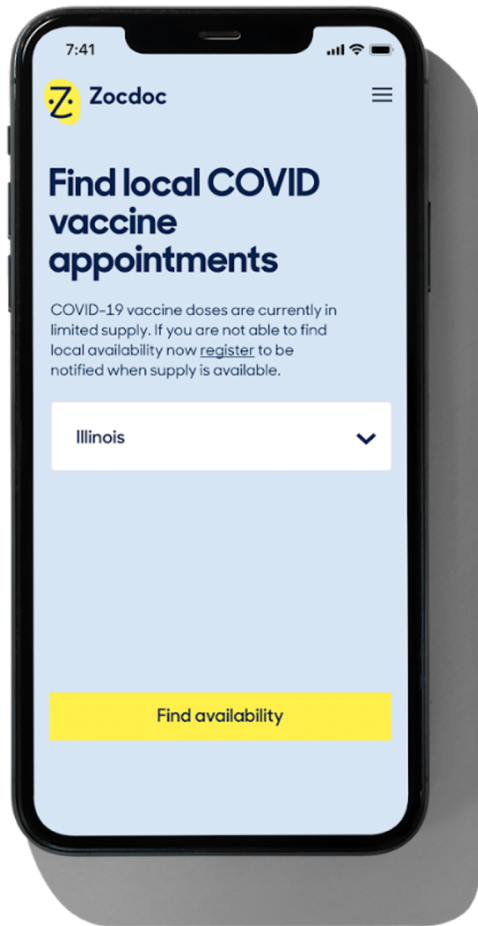 7:41
Zocdoc
Find local COVID
vaccine
appointments
COVID-19 vaccine doses are currently in
limited supply. If you are not able to find
local availability now register to be
notified when supply is available.
Illinois
Find availability